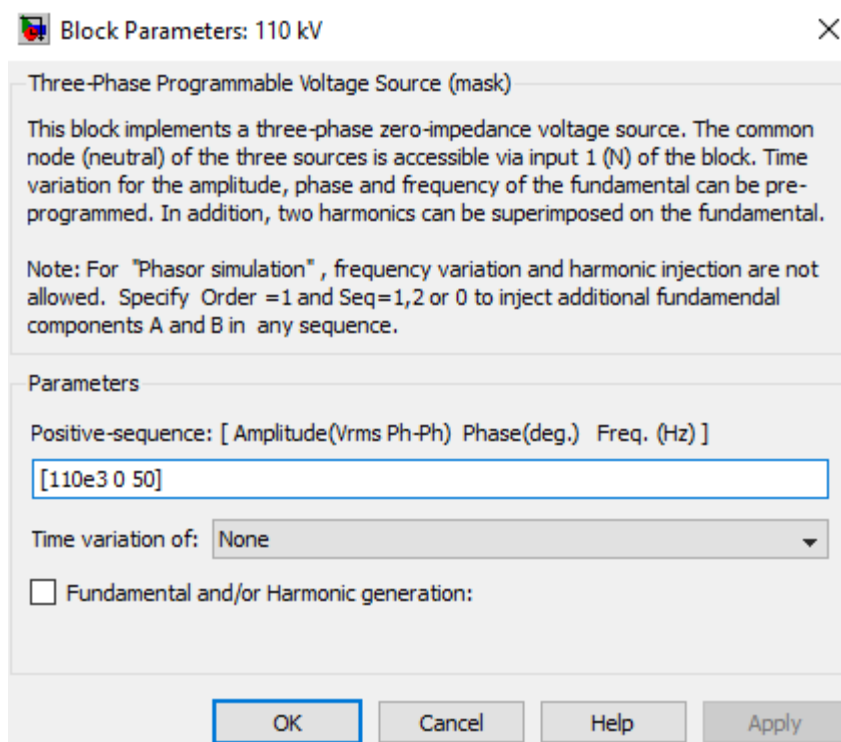 Block Parameters: 110 kV
Three-Phase Programmable Voltage Source (mask)
This block implements a three-phase zero-impedance voltage source. The common
node (neutral) of the three sources is accessible via input 1 (N) of the block. Time
variation for the amplitude, phase and frequency of the fundamental can be pre-
programmed. In addition, two harmonics can be superimposed on the fundamental.
Note: For "Phasor simulation" , frequency variation and harmonic injection are not
allowed. Specify Order =1 and Seq=1,2 or 0 to inject additional fundamendal
components A and B in any sequence.
Parameters
Positive-sequence: [ Amplitude(Vrms Ph-Ph) Phase(deg.) Freq. (Hz) ]
[110e3 0 50]
Time variation of: None
Fundamental and/or Harmonic generation:
OK Cancel Help Apply